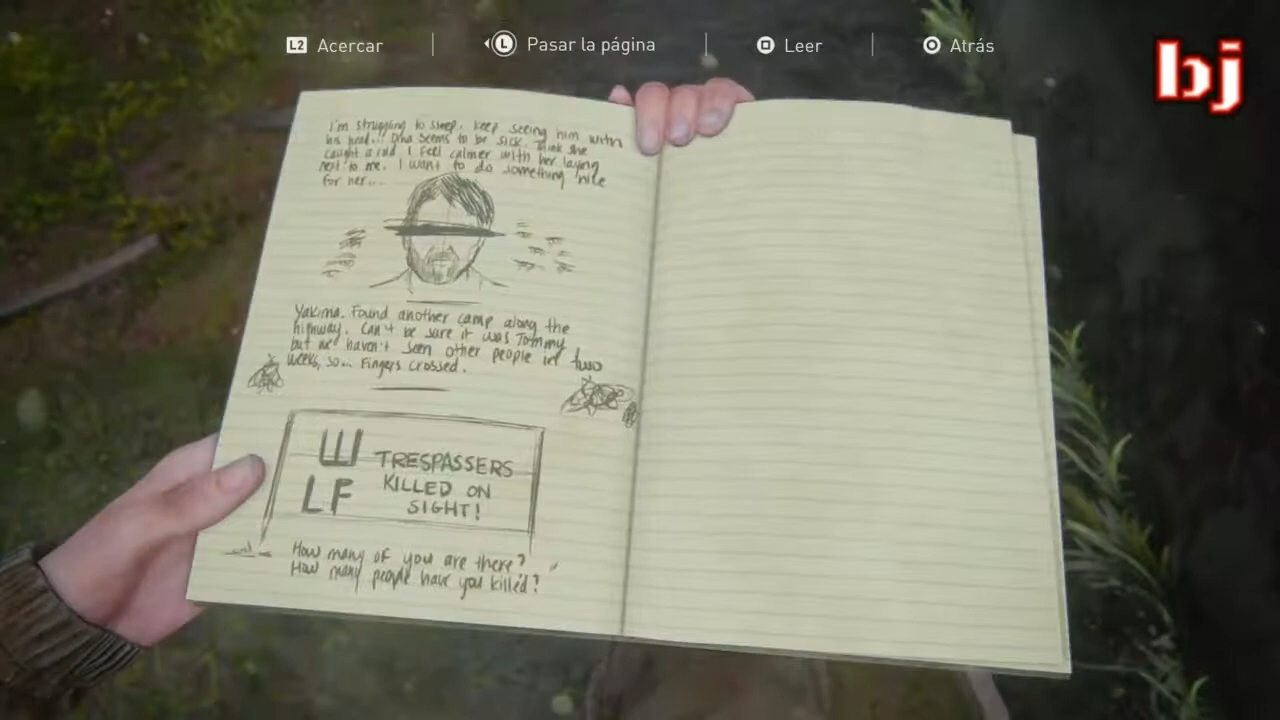 L2 Acercar
L Pasar la página
Leer
Atrás
bj
I'm struggling to sleep. Keep seeing him with
his head... Dina seems to be sick. Think she
caught a cold. I feel calmer with her laying
next to me. I want to do something nice
for her...
Yakima. Found another camp along the
highway. Can't be sure it was Tommy
but we haven't seen other people in two
weeks, so... Fingers crossed.
W
LF
TRESPASSERS
KILLED ON
SIGHT!
How many of you are there?
How many people have you killed?